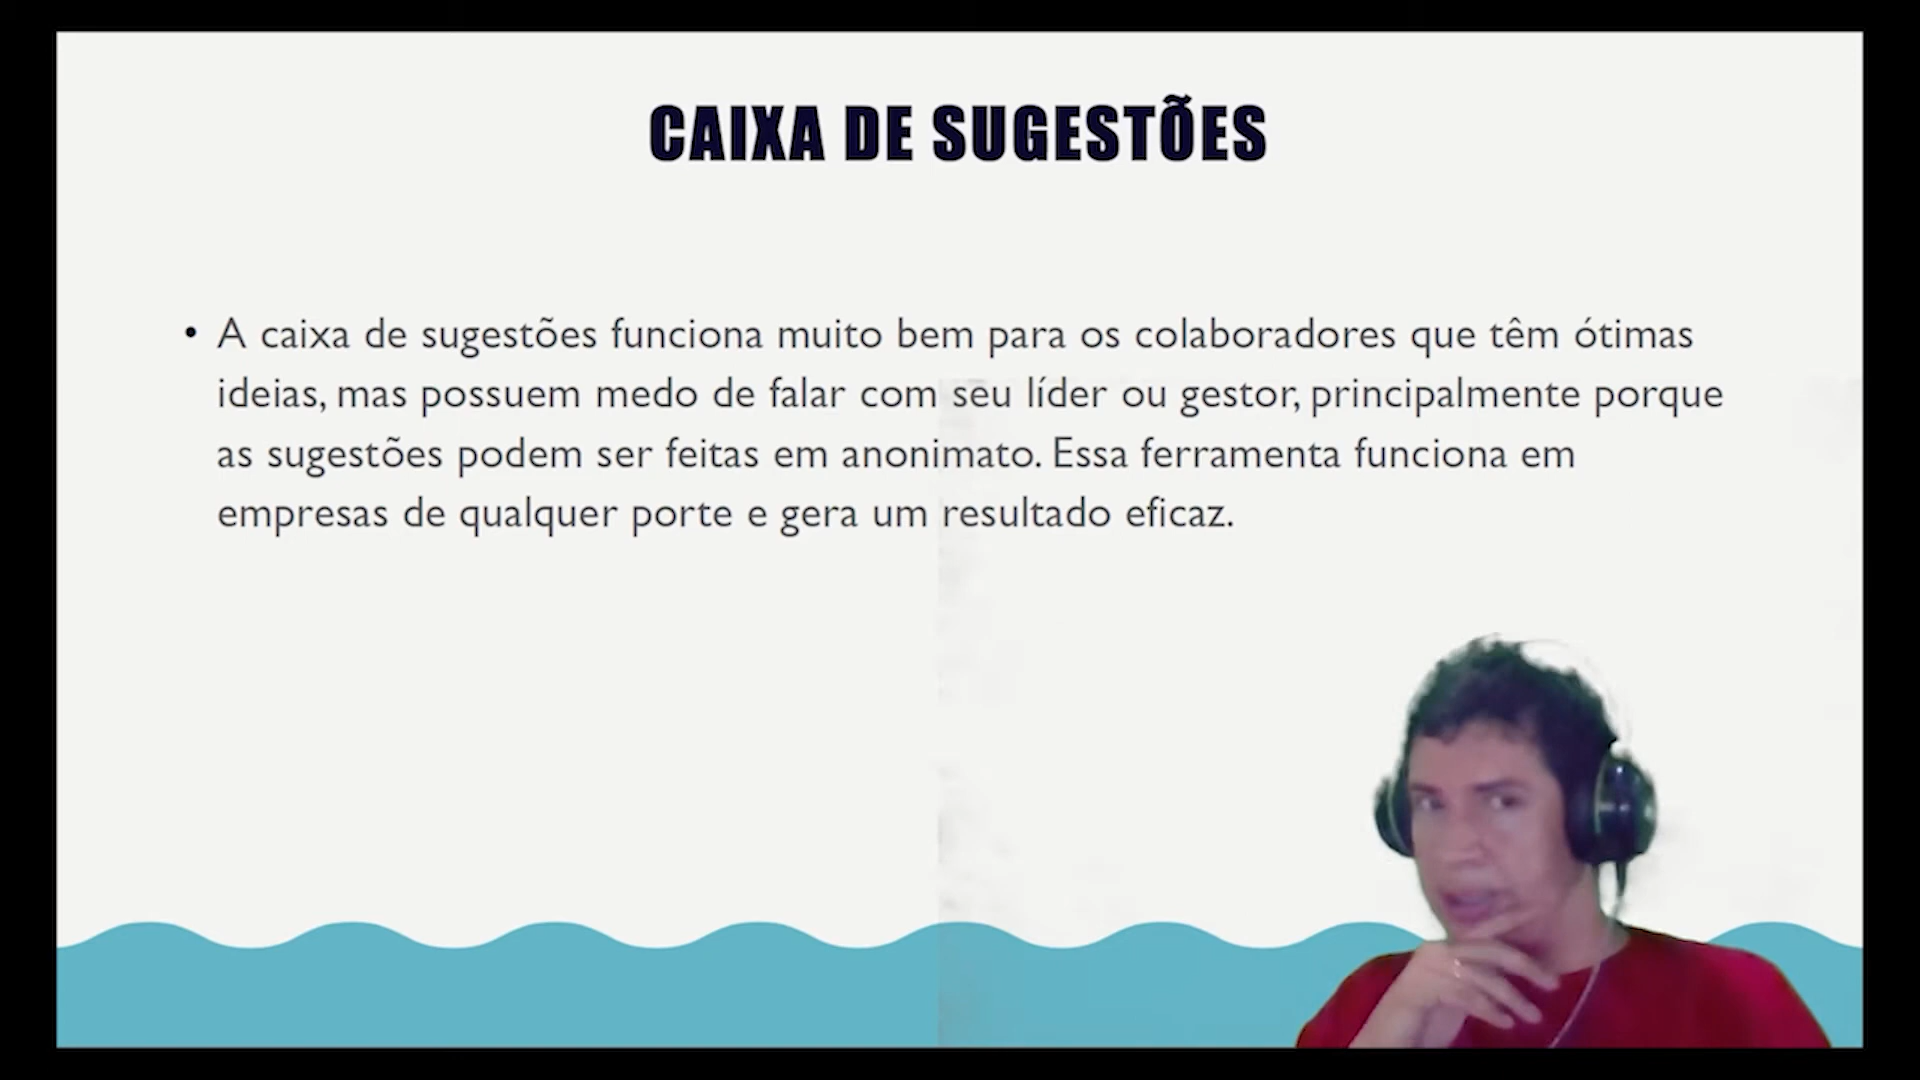 CAIXA DE SUGESTÕES
• A caixa de sugestões funciona muito bem para os colaboradores que têm ótimas
ideias, mas possuem medo de falar com seu líder ou gestor, principalmente porque
as sugestões podem ser feitas em anonimato. Essa ferramenta funciona em
empresas de qualquer porte e gera um resultado eficaz.